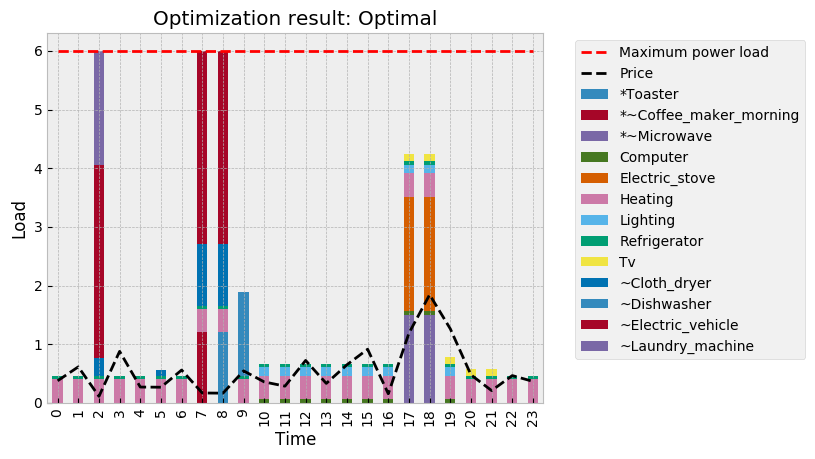 Optimization result: Optimal
Load
6
5
4
3
2
1
0
0 1 2 3 4 5 6 7 8 9 10 11 12 13 14 15 16 17 18 19 20 21 22 23
Time
Maximum power load
Price
*Toaster
*~Coffee_maker_morning
*~Microwave
Computer
Electric_stove
Heating
Lighting
Refrigerator
Tv
~Cloth_dryer
~Dishwasher
~Electric_vehicle
~Laundry_machine